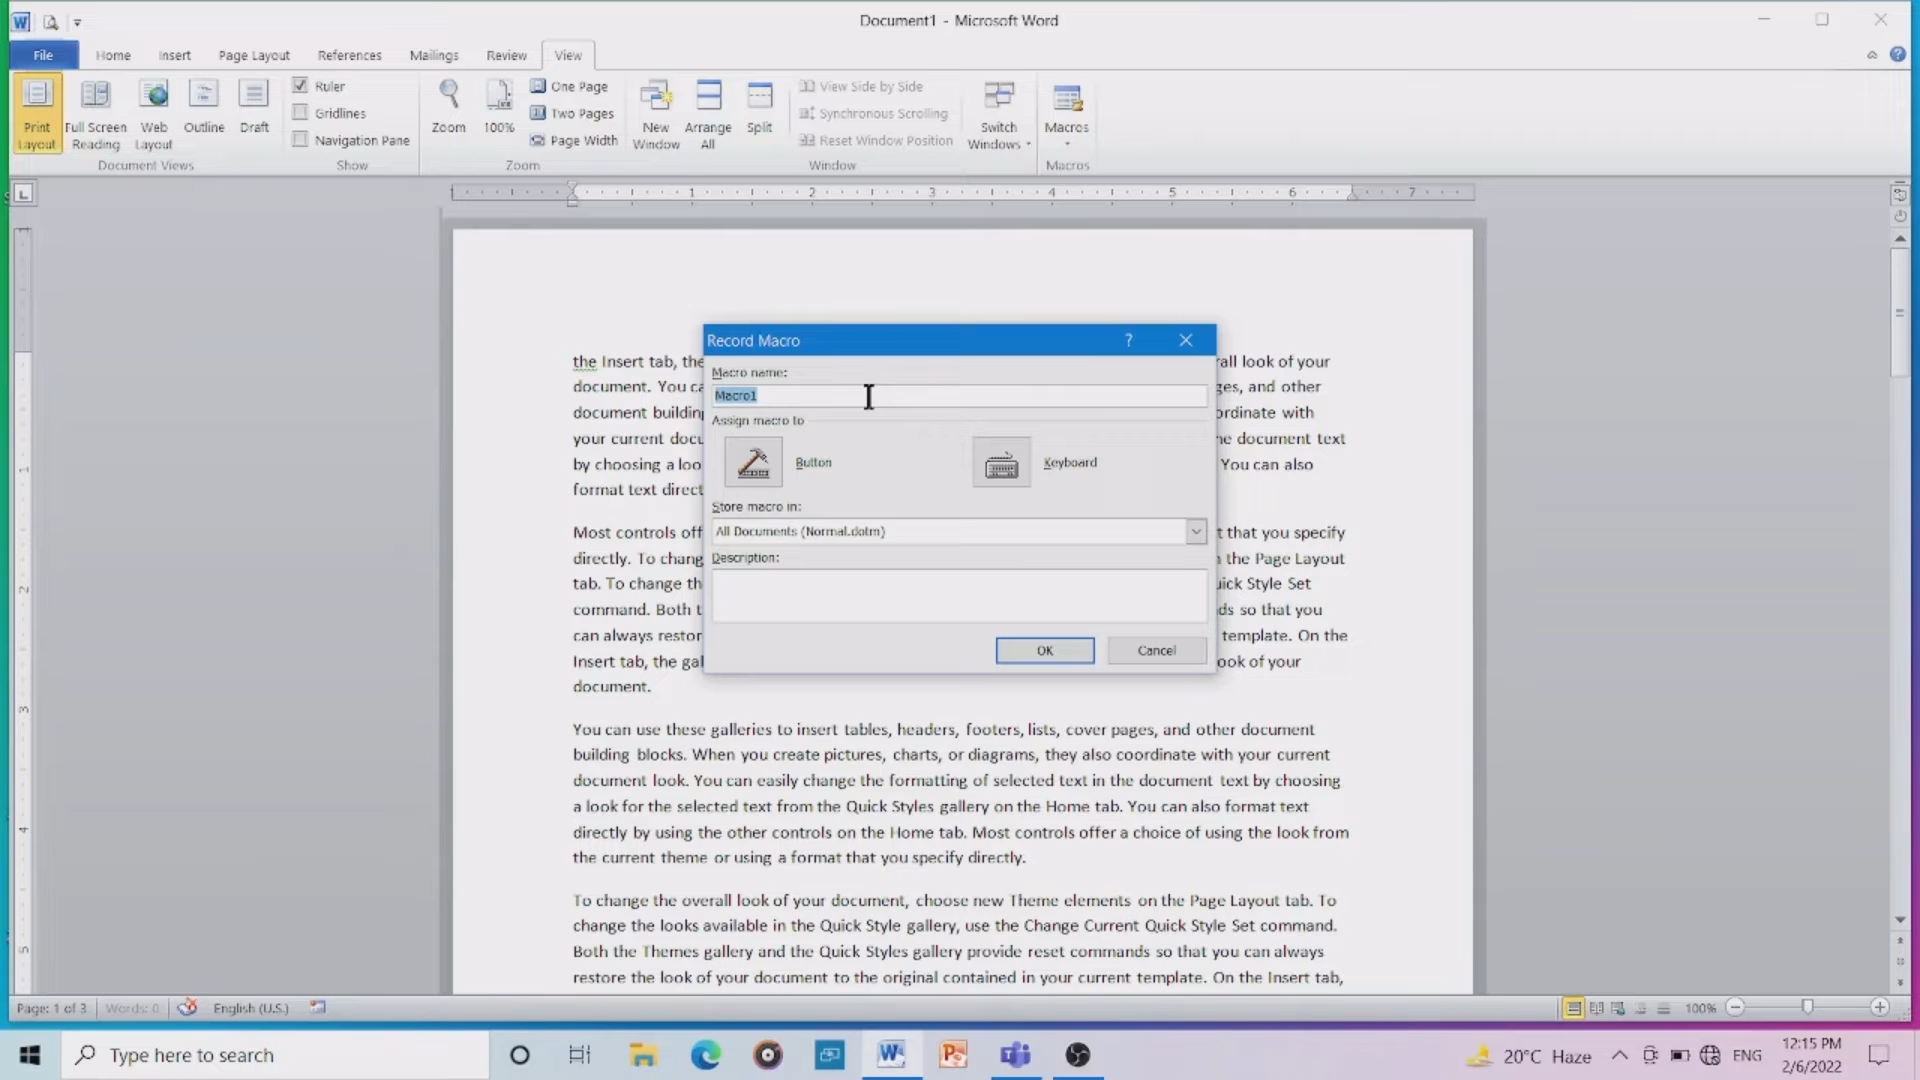 Document1 - Microsoft Word
File Home Insert Page Layout References Mailings Review View
Print Layout
Full Screen Reading
Web Layout
Outline
Draft
Document Views
Ruler
Gridlines
Navigation Pane
Show
Zoom
100%
One Page
Two Pages
Page Width
Zoom
New Window
Arrange All
Split
View Side by Side
Synchronous Scrolling
Reset Window Position
Window
Switch Windows
Macros
Macros
1 2 3 4 5 6 7
the Insert tab, the
all look of your
document. You ca
ges, and other
document building
ordinate with
your current docu
he document text
by choosing a loo
You can also
format text direct
Most controls off
t that you specify
directly. To chang
the Page Layout
tab. To change th
uick Style Set
command. Both t
ds so that you
can always restor
template. On the
Insert tab, the gal
ook of your
document.
Record Macro
Macro name:
Macro1
Assign macro to
Button
Keyboard
Store macro in:
All Documents (Normal.dotm)
Description:
OK
Cancel
You can use these galleries to insert tables, headers, footers, lists, cover pages, and other document
building blocks. When you create pictures, charts, or diagrams, they also coordinate with your current
document look. You can easily change the formatting of selected text in the document text by choosing
a look for the selected text from the Quick Styles gallery on the Home tab. You can also format text
directly by using the other controls on the Home tab. Most controls offer a choice of using the look from
the current theme or using a format that you specify directly.
To change the overall look of your document, choose new Theme elements on the Page Layout tab. To
change the looks available in the Quick Style gallery, use the Change Current Quick Style Set command.
Both the Themes gallery and the Quick Styles gallery provide reset commands so that you can always
restore the look of your document to the original contained in your current template. On the Insert tab,
Page: 1 of 3
Words: 0
English (U.S.)
100%
Type here to search
20°C Haze
ENG
12:15 PM
2/6/2022